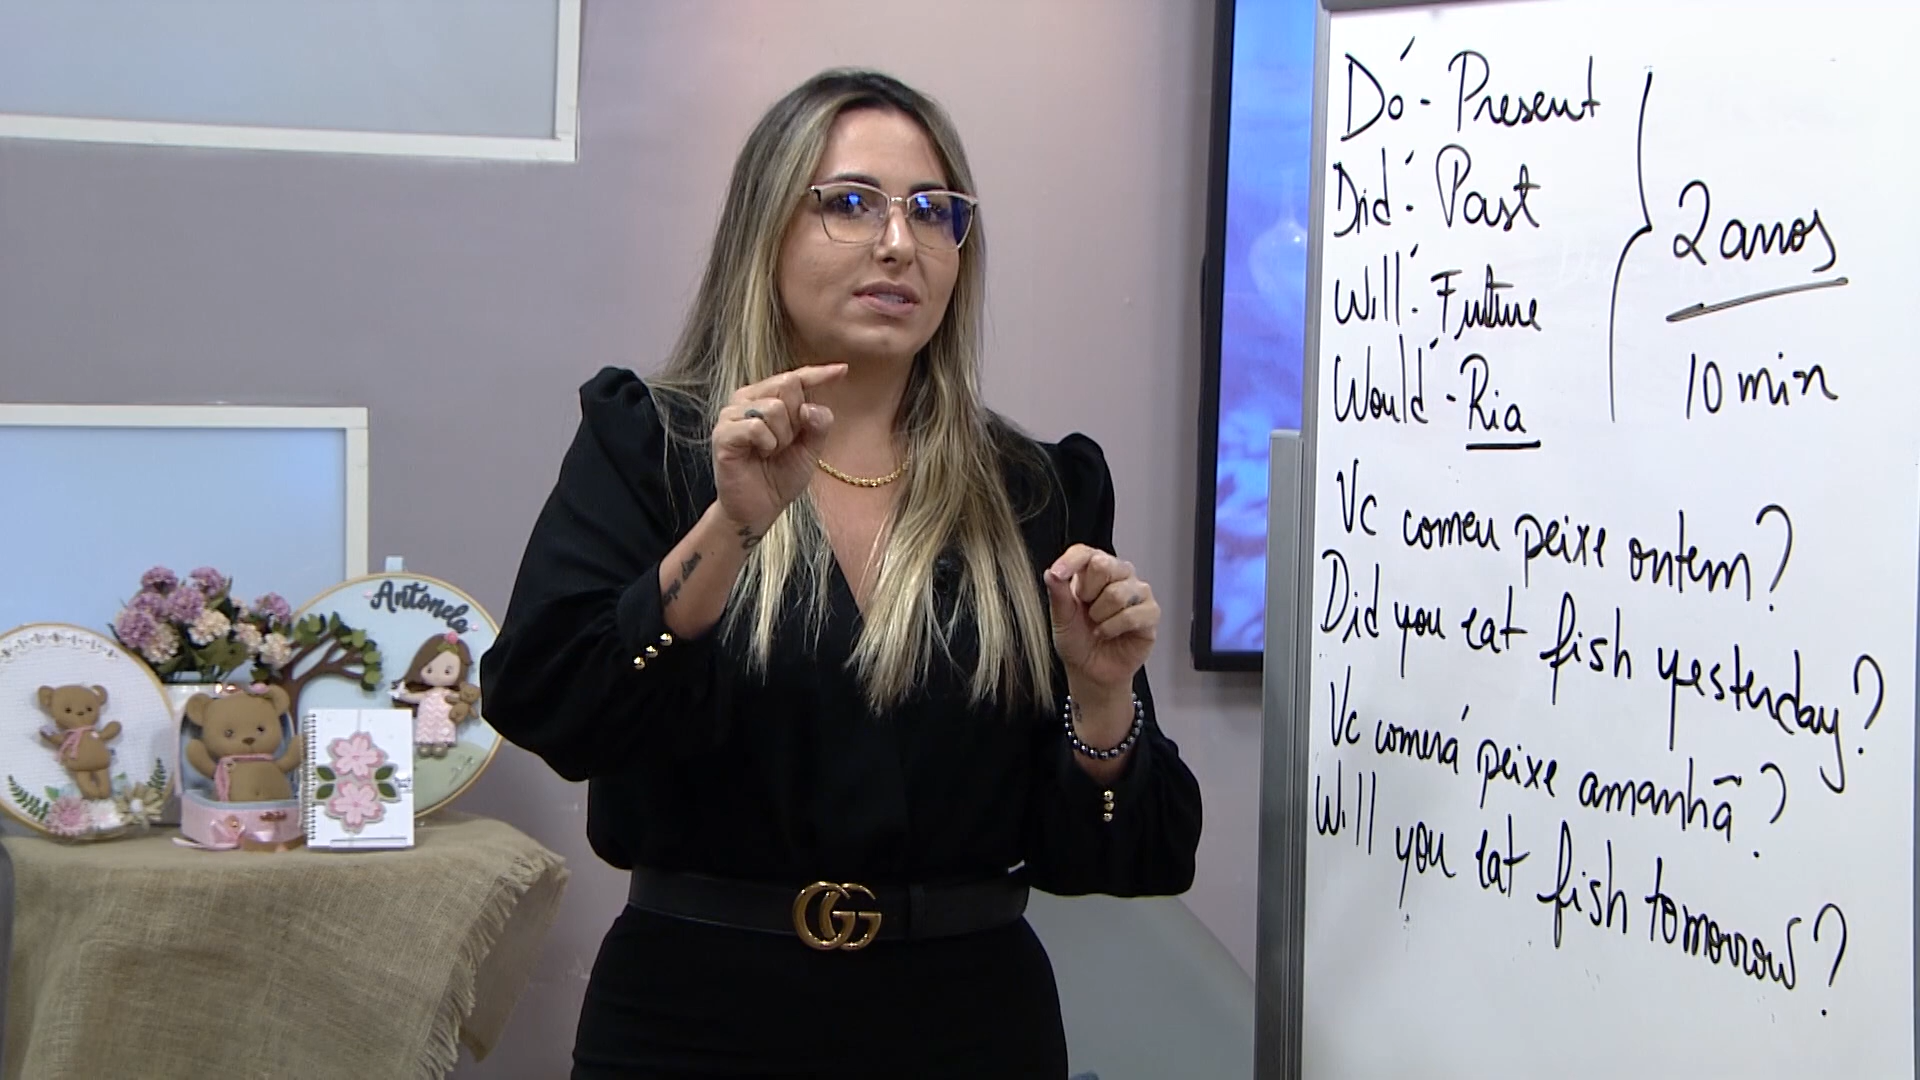 Antonela
Dó - Present
Did - Past
Will - Future
Would - Ria
2 anos
10 min
Vc comeu peixe ontem?
Did you eat fish yesterday?
Vc comerá peixe amanhã?
Will you eat fish tomorrow?